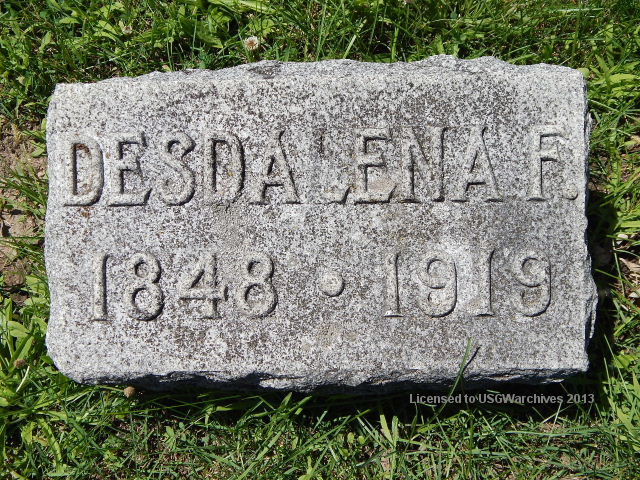 DESDALENA F.
1848 • 1919
Licensed to USGWarchives 2013